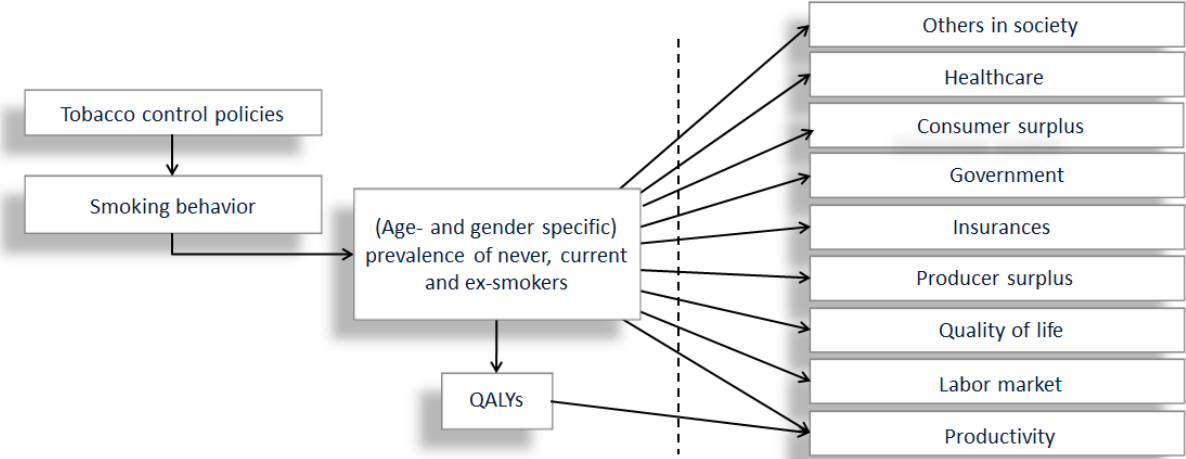 Tobacco control policies
Smoking behavior
(Age- and gender specific)
prevalence of never, current
and ex-smokers
QALYs
Others in society
Healthcare
Consumer surplus
Government
Insurances
Producer surplus
Quality of life
Labor market
Productivity